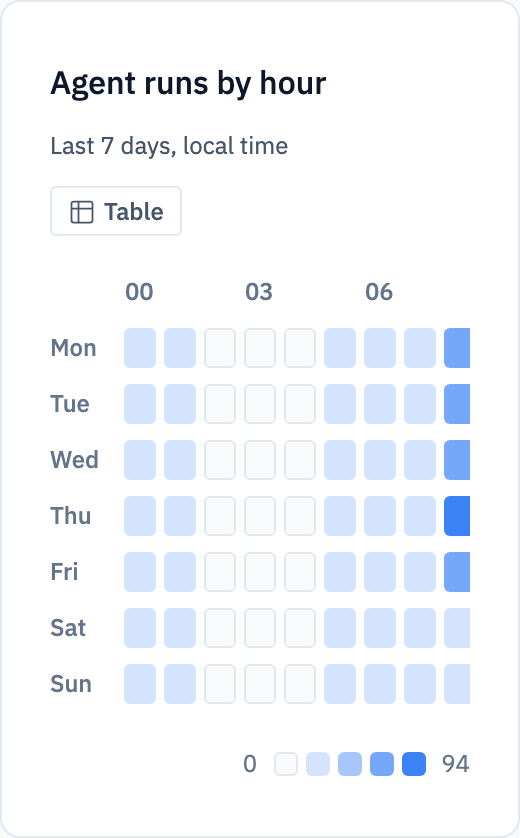 Agent runs by hour
Last 7 days, local time
Table
00 03 06
Mon
Tue
Wed
Thu
Fri
Sat
Sun
0 94